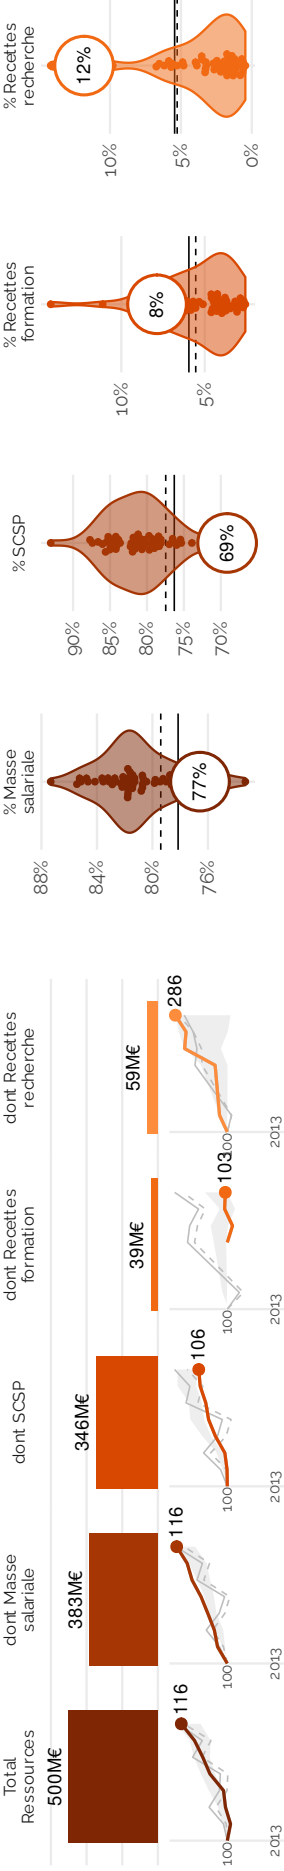 Total
Ressources
dont Masse
salariale
dont SCSP
dont Recettes
formation
dont Recettes
recherche
500M€
383M€
346M€
39M€
59M€
116
116
106
103
286
100
100
100
100
100
2013
2013
2013
2013
2013
% Masse
salariale
88%
84%
80%
76%
77%
% SCSP
90%
85%
80%
75%
70%
69%
% Recettes
formation
10%
5%
8%
% Recettes
recherche
10%
5%
0%
12%